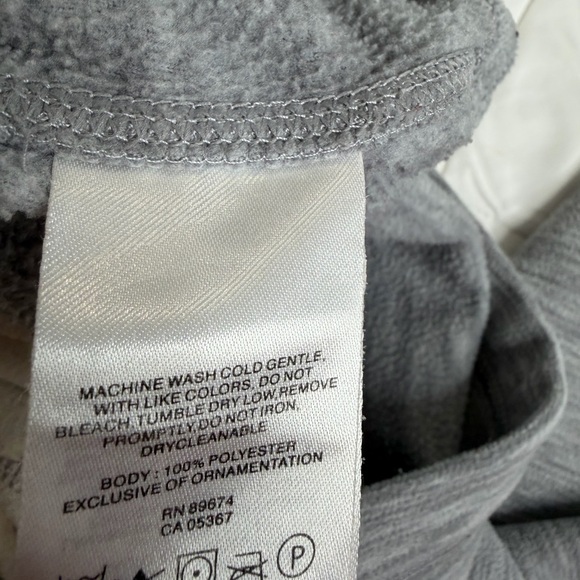 MACHINE WASH COLD GENTLE,
WITH LIKE COLORS, DO NOT
BLEACH, TUMBLE DRY LOW,REMOVE
PROMPTLY DO NOT IRON,
DRYCLEANABLE
BODY : 100% POLYESTER
EXCLUSIVE OF ORNAMENTATION
RN 89674
CA 05367
P